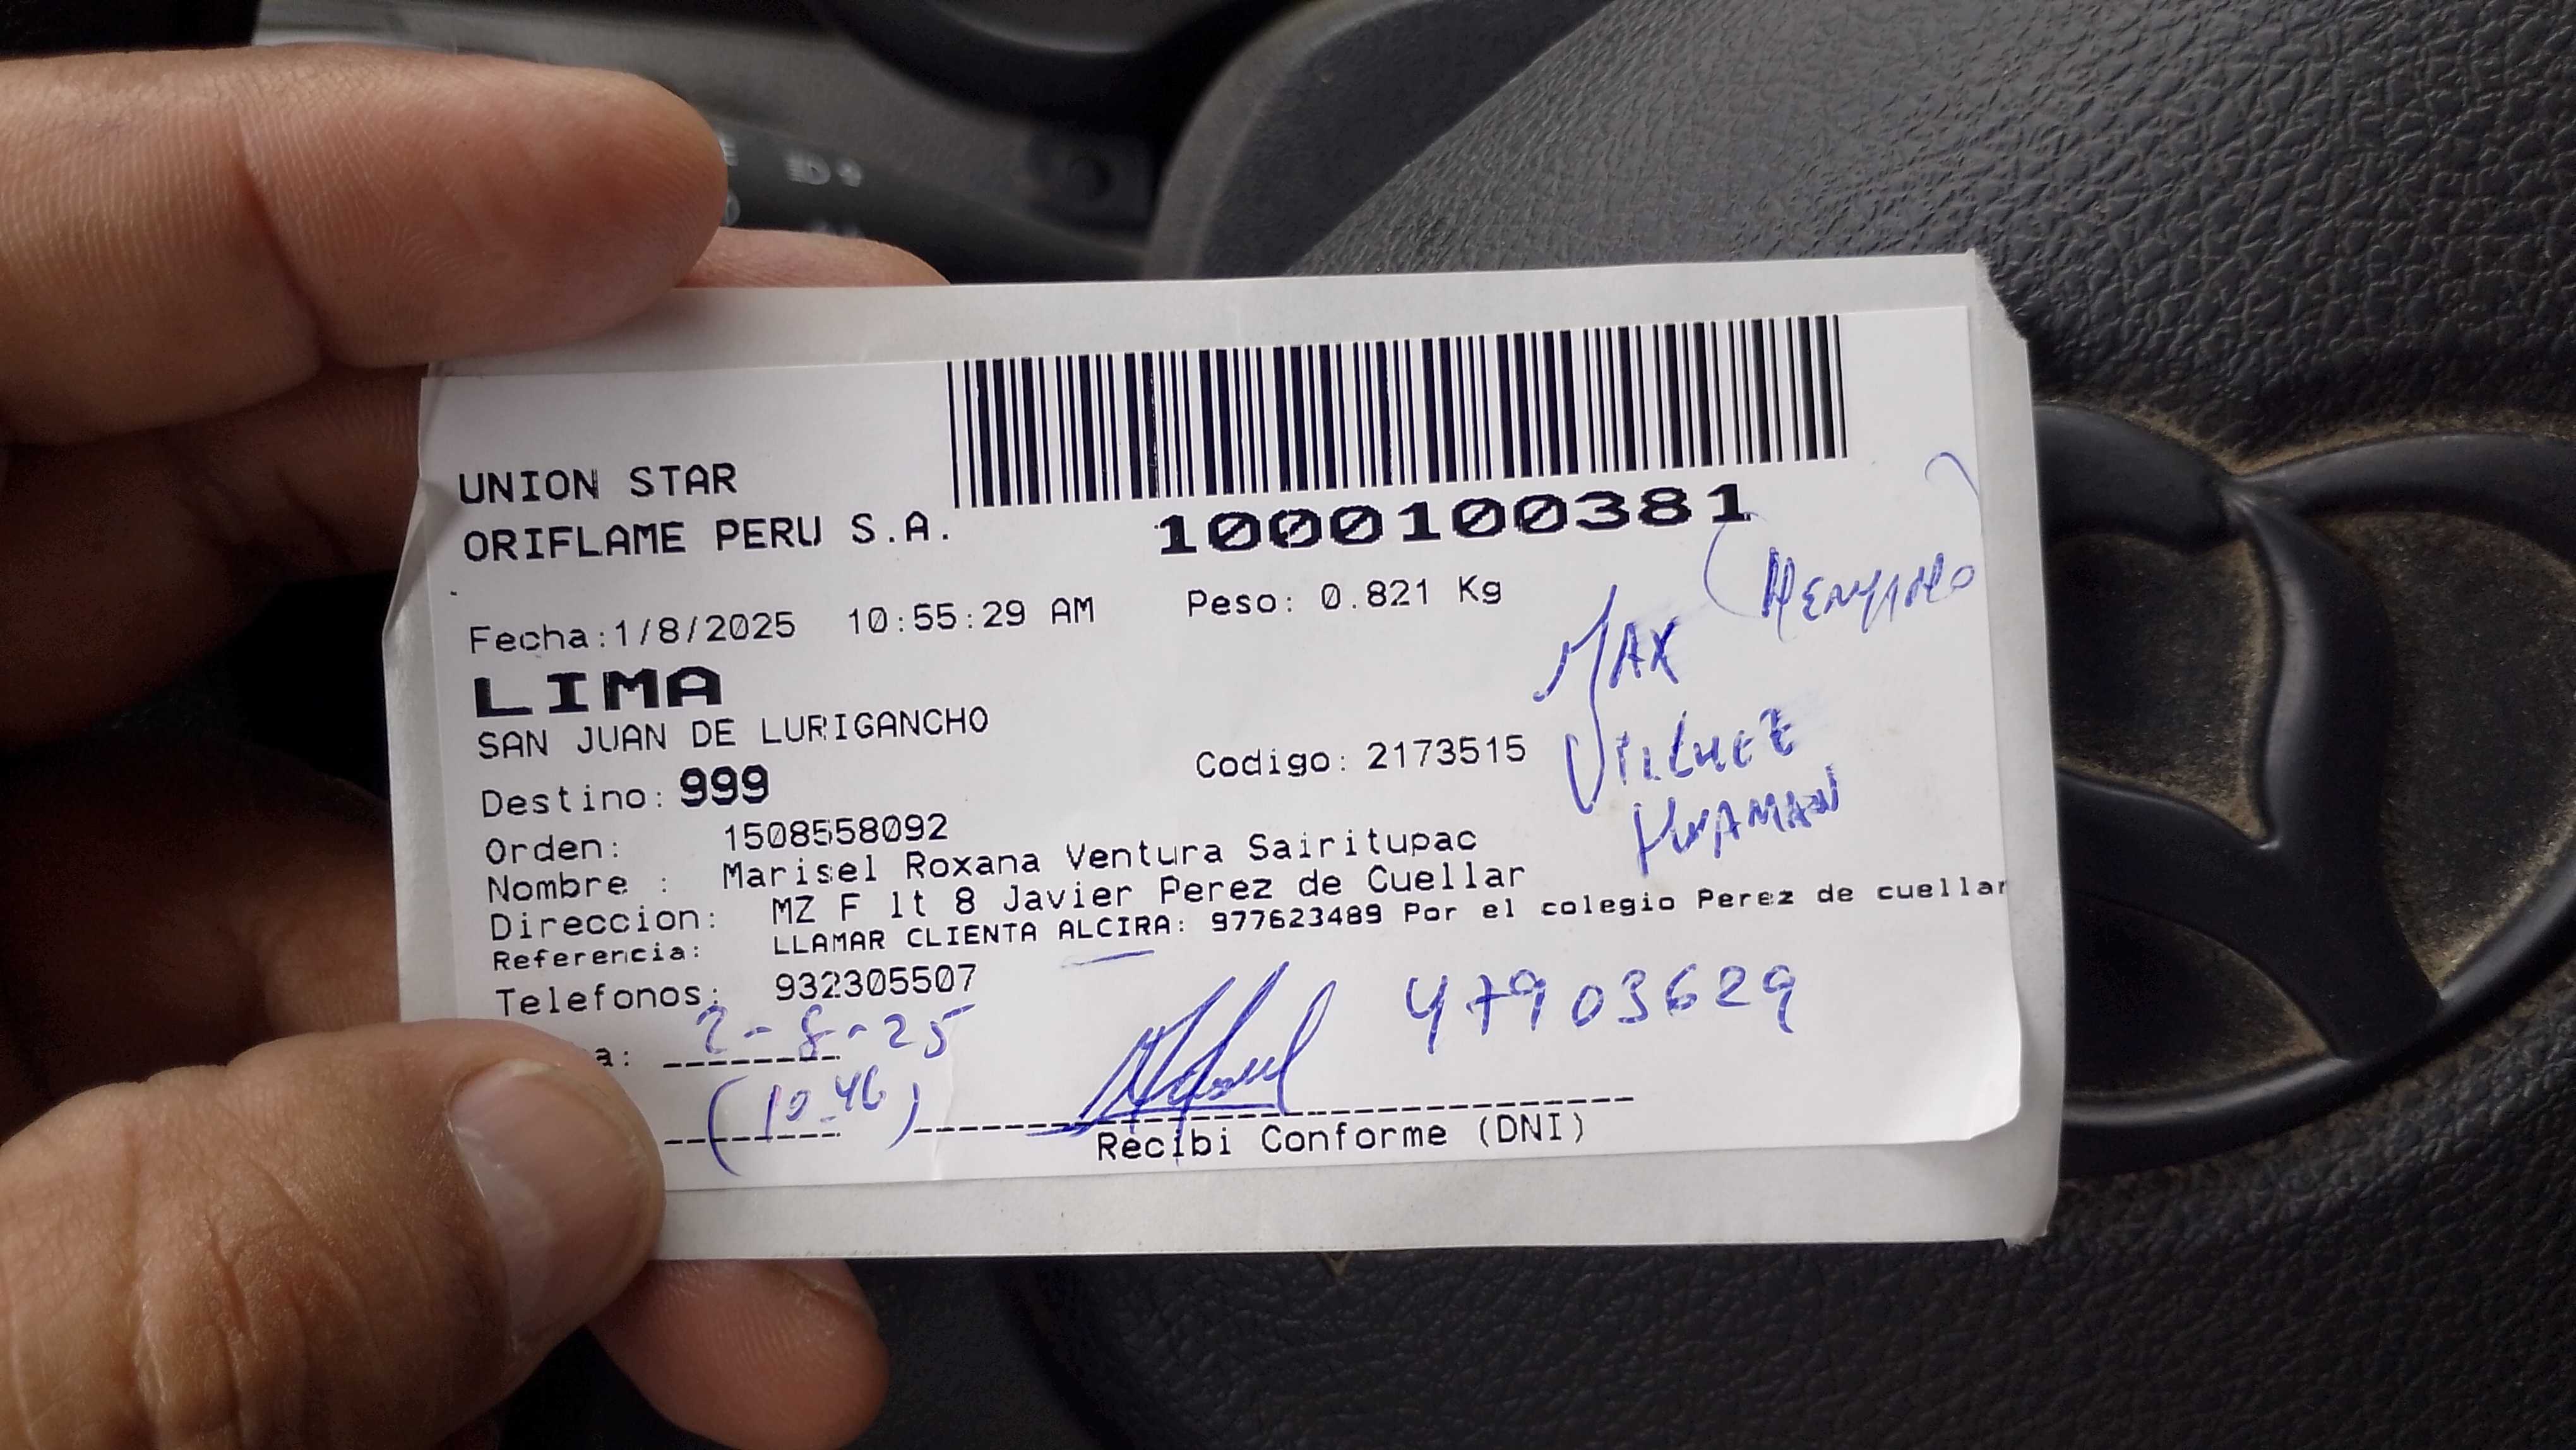 UNION STAR
ORIFLAME PERU S.A.
1000100381
Fecha:1/8/2025 10:55:29 AM Peso: 0.821 Kg
LIMA
SAN JUAN DE LURIGANCHO
Destino: 999 Codigo: 2173515
MAX
VILCHEZ
HUAMAN
Orden: 1508558092
Nombre : Marisel Roxana Ventura Sairitupac
Direccion: MZ F lt 8 Javier Perez de Cuellar
Referencia: LLAMAR CLIENTA ALCIRA: 977623489 Por el colegio Perez de cuellar
Telefonos: 932305507
a: 2-8-25 47903629
(10-46)
Recibi Conforme (DNI)